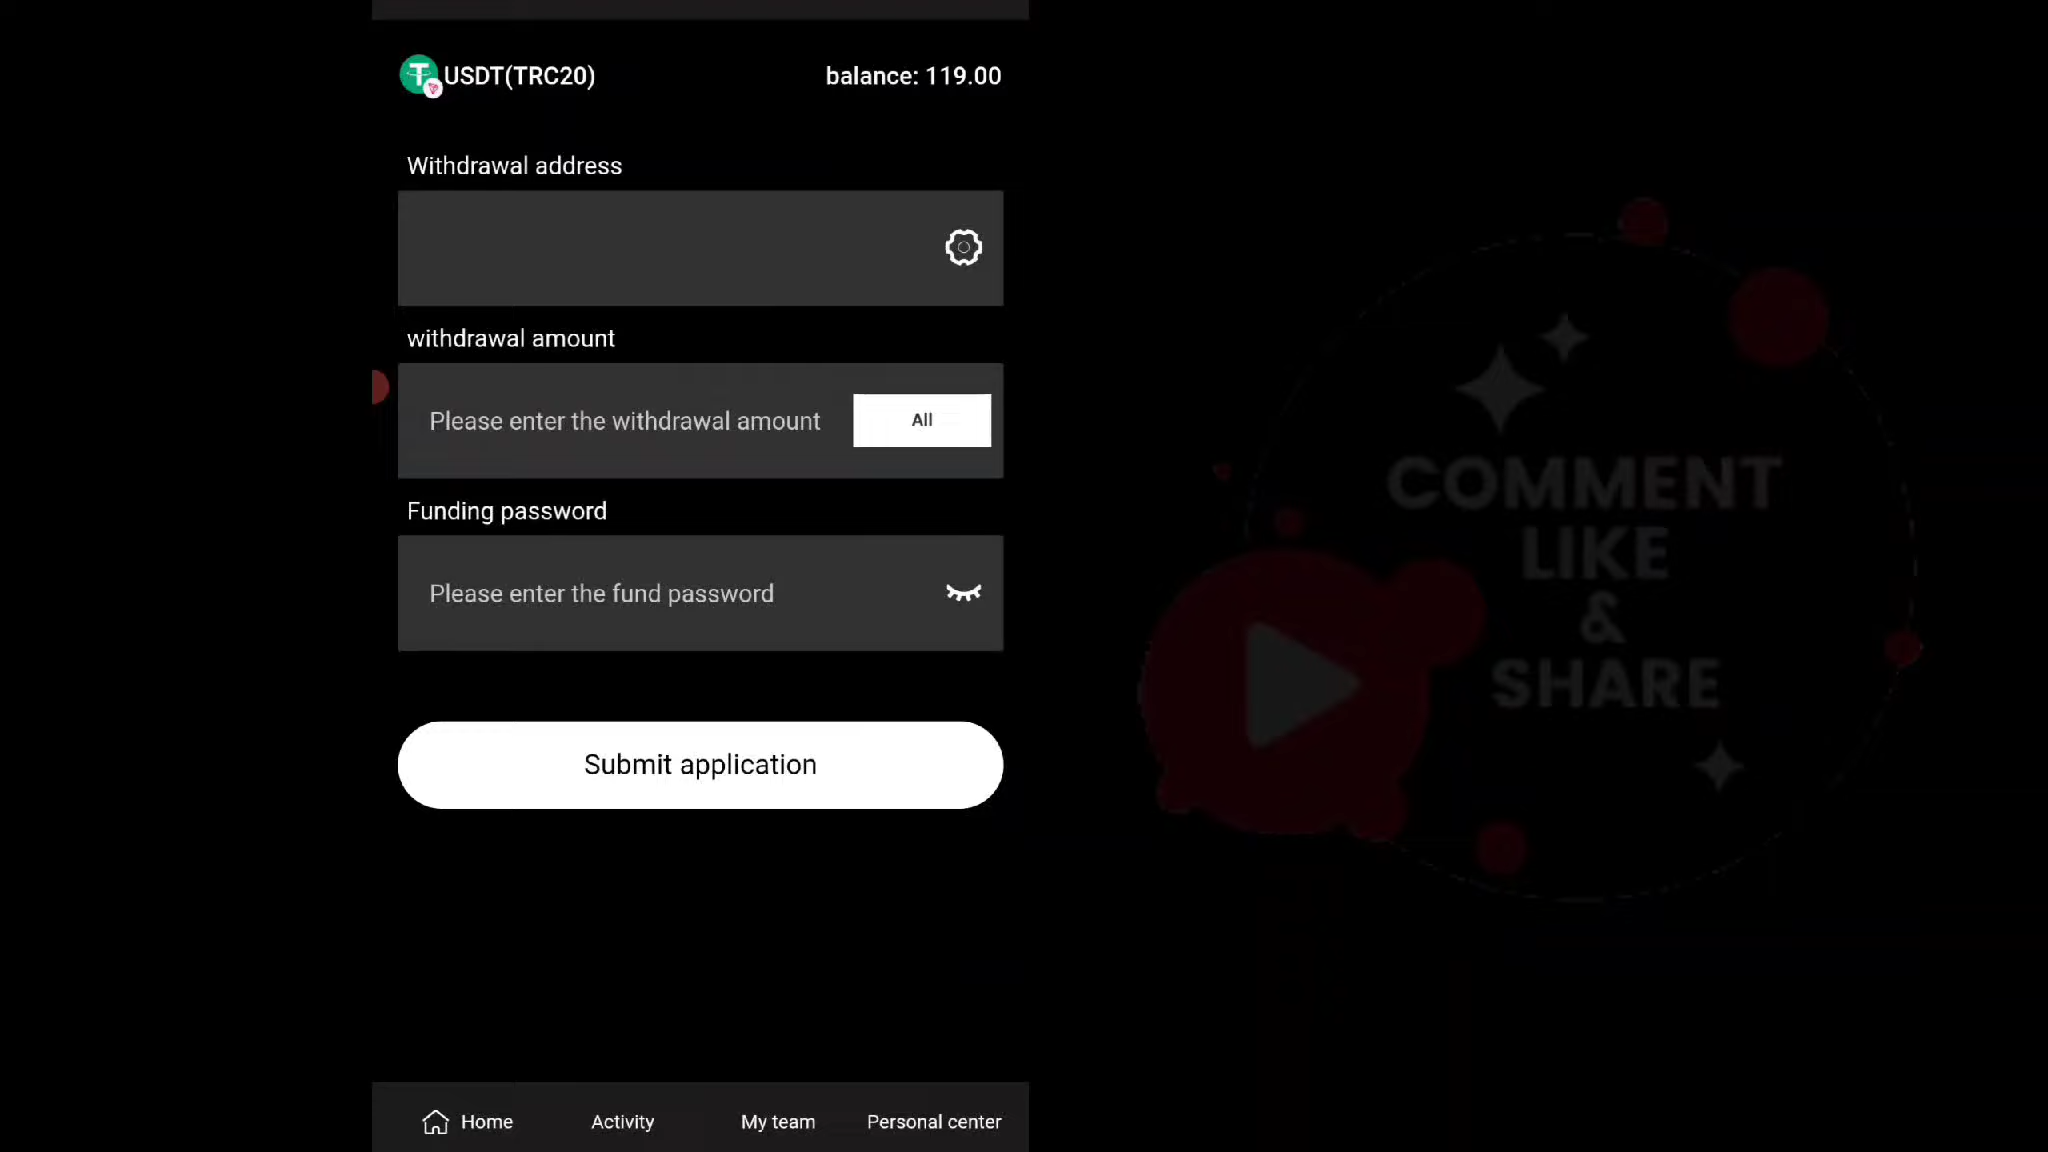 USDT(TRC20) balance: 119.00
Withdrawal address
withdrawal amount
Please enter the withdrawal amount All
Funding password
Please enter the fund password
Submit application
Home Activity My team Personal center
COMMENT
LIKE
&
SHARE